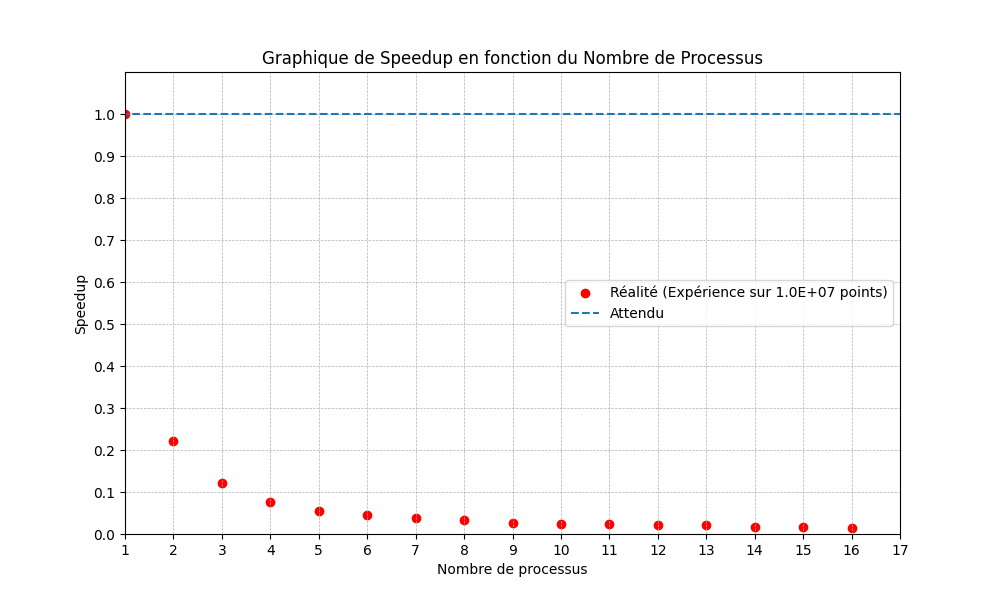 Graphique de Speedup en fonction du Nombre de Processus
1.0
0.9
0.8
0.7
0.6
0.5
0.4
0.3
0.2
0.1
0.0
Speedup
Réalité (Expérience sur 1.0E+07 points)
Attendu
1 2 3 4 5 6 7 8 9 10 11 12 13 14 15 16 17
Nombre de processus